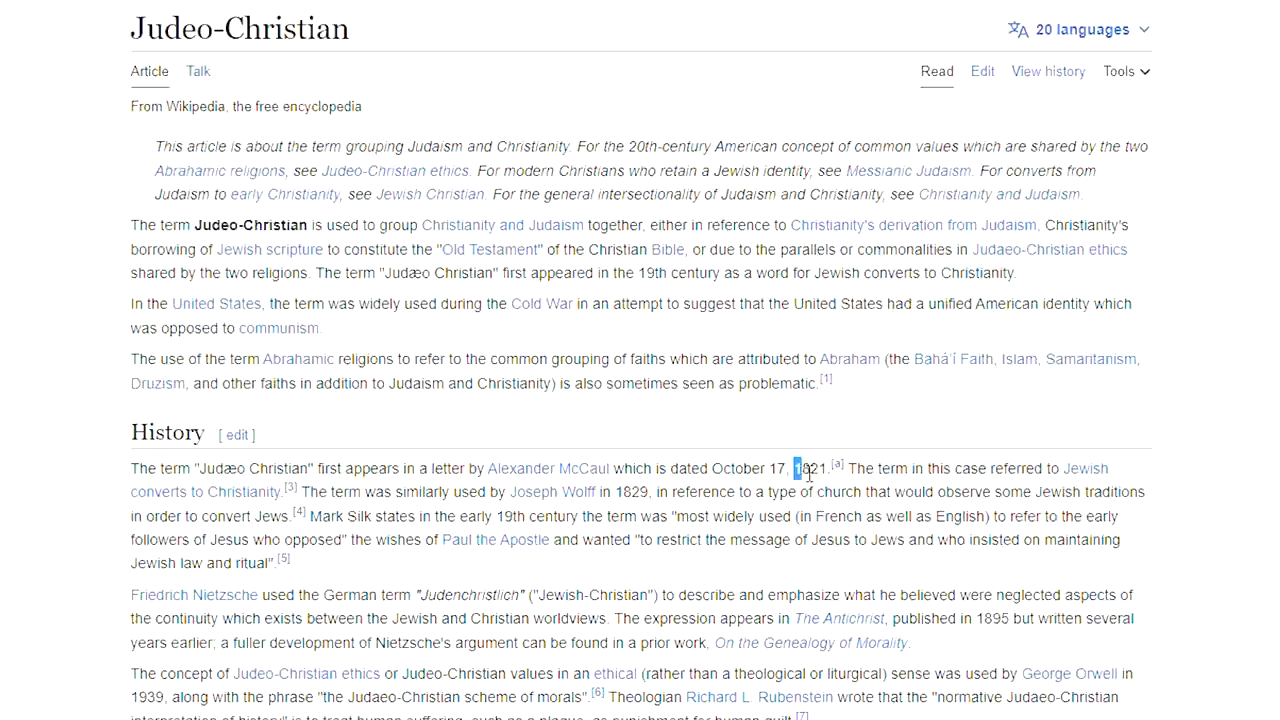 Judeo-Christian
20 languages
Article Talk Read Edit View history Tools
From Wikipedia, the free encyclopedia
This article is about the term grouping Judaism and Christianity. For the 20th-century American concept of common values which are shared by the two
Abrahamic religions, see Judeo-Christian ethics. For modern Christians who retain a Jewish identity, see Messianic Judaism. For converts from
Judaism to early Christianity, see Jewish Christian. For the general intersectionality of Judaism and Christianity, see Christianity and Judaism.
The term Judeo-Christian is used to group Christianity and Judaism together, either in reference to Christianity's derivation from Judaism, Christianity's
borrowing of Jewish scripture to constitute the "Old Testament" of the Christian Bible, or due to the parallels or commonalities in Judaeo-Christian ethics
shared by the two religions. The term "Judæo Christian" first appeared in the 19th century as a word for Jewish converts to Christianity.
In the United States, the term was widely used during the Cold War in an attempt to suggest that the United States had a unified American identity which
was opposed to communism.
The use of the term Abrahamic religions to refer to the common grouping of faiths which are attributed to Abraham (the Baháʼí Faith, Islam, Samaritanism,
Druzism, and other faiths in addition to Judaism and Christianity) is also sometimes seen as problematic.[1]
History [ edit ]
The term "Judæo Christian" first appears in a letter by Alexander McCaul which is dated October 17, 1821.[a] The term in this case referred to Jewish
converts to Christianity.[3] The term was similarly used by Joseph Wolff in 1829, in reference to a type of church that would observe some Jewish traditions
in order to convert Jews.[4] Mark Silk states in the early 19th century the term was "most widely used (in French as well as English) to refer to the early
followers of Jesus who opposed" the wishes of Paul the Apostle and wanted "to restrict the message of Jesus to Jews and who insisted on maintaining
Jewish law and ritual".[5]
Friedrich Nietzsche used the German term "Judenchristlich" ("Jewish-Christian") to describe and emphasize what he believed were neglected aspects of
the continuity which exists between the Jewish and Christian worldviews. The expression appears in The Antichrist, published in 1895 but written several
years earlier; a fuller development of Nietzsche's argument can be found in a prior work, On the Genealogy of Morality.
The concept of Judeo-Christian ethics or Judeo-Christian values in an ethical (rather than a theological or liturgical) sense was used by George Orwell in
1939, along with the phrase "the Judaeo-Christian scheme of morals".[6] Theologian Richard L. Rubenstein wrote that the "normative Judaeo-Christian
interpretation of history" is to treat human suffering, such as a plague, as punishment for human guilt.[7]